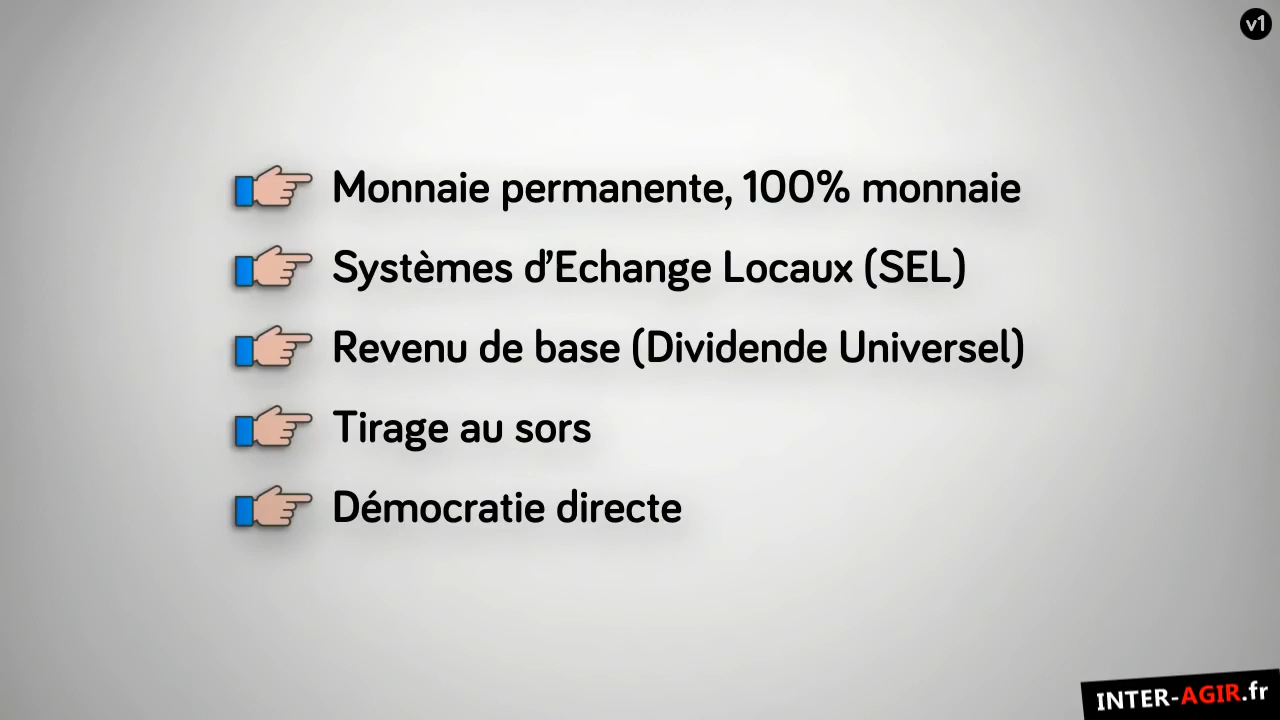 v1
Monnaie permanente, 100% monnaie
Systèmes d’Echange Locaux (SEL)
Revenu de base (Dividende Universel)
Tirage au sors
Démocratie directe
INTER-AGIR.fr